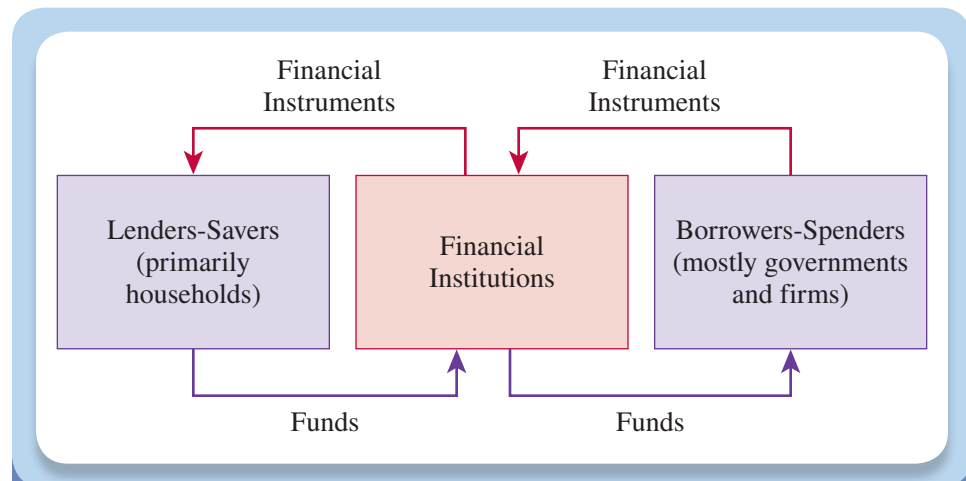 Financial
Instruments
Financial
Instruments
Lenders-Savers
(primarily
households)
Financial
Institutions
Borrowers-Spenders
(mostly governments
and firms)
Funds
Funds